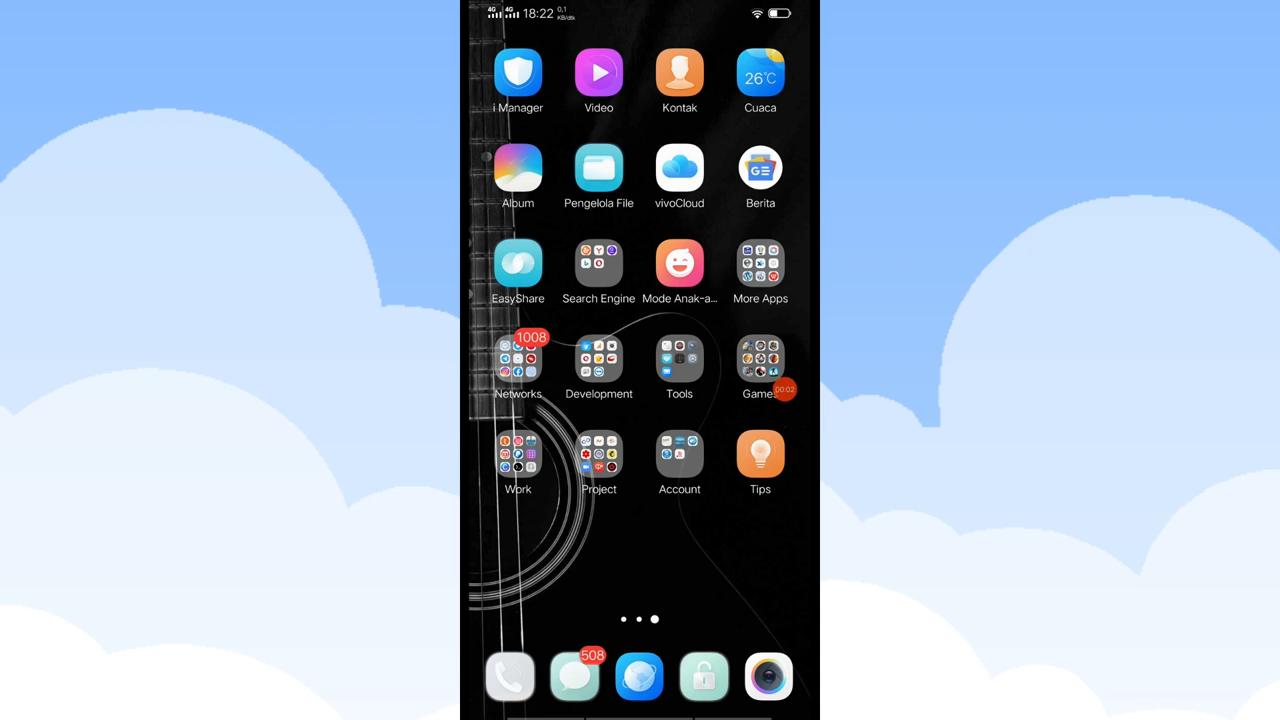 4G 4G 18:22 0,1 KB/dtk
i Manager Video Kontak Cuaca
26°C
Album Pengelola File vivoCloud Berita
GE
EasyShare Search Engine Mode Anak-a... More Apps
1008
Networks Development Tools Games
00:02
Work Project Account Tips
508